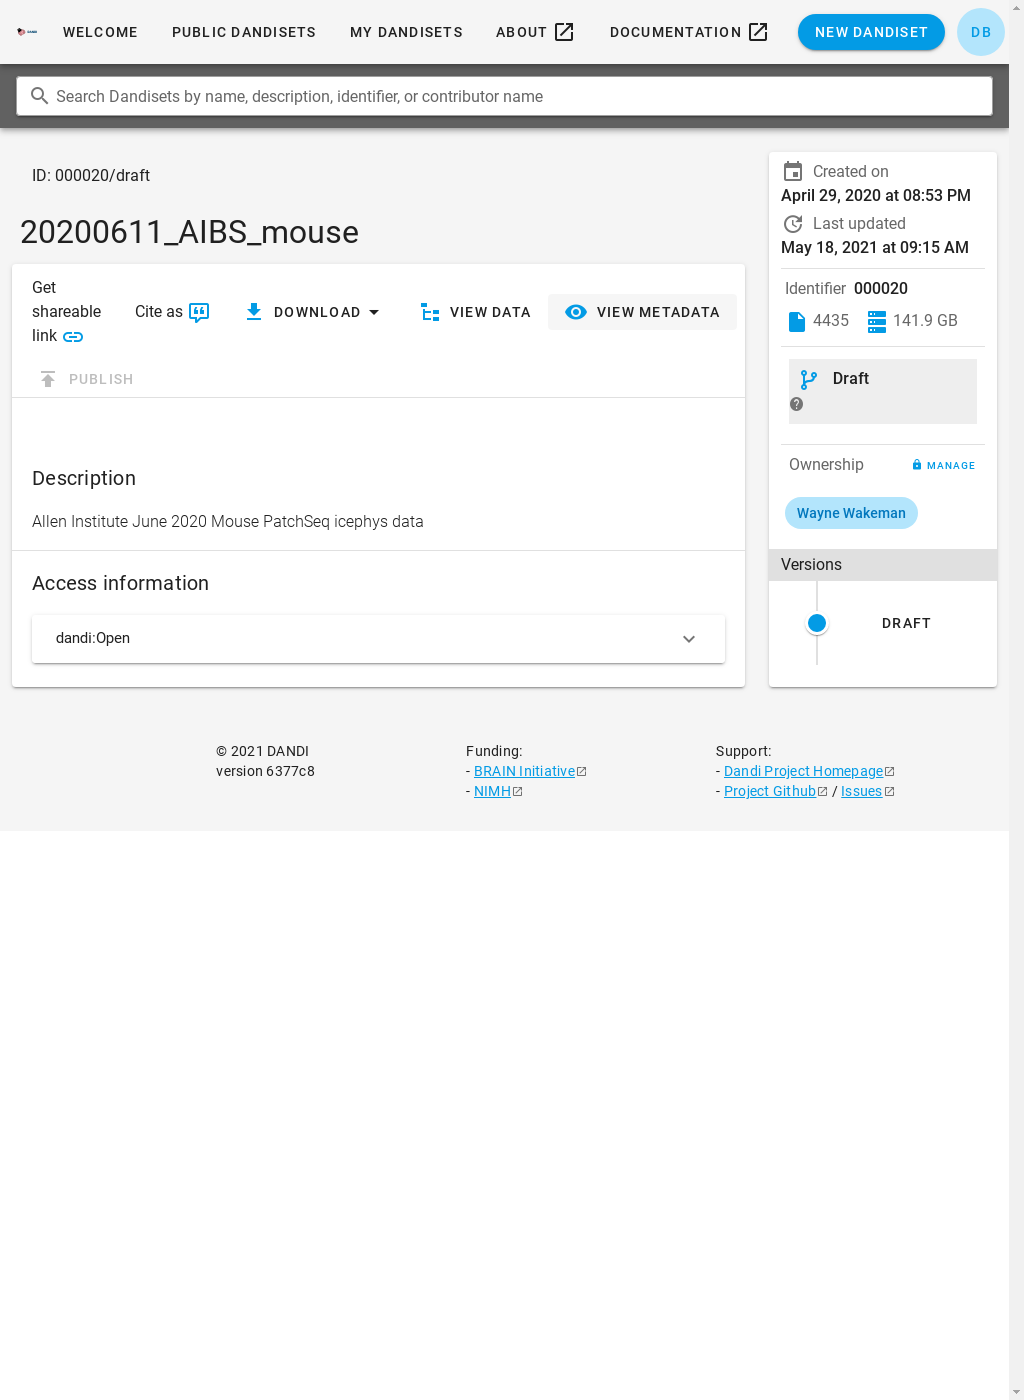 WELCOME
PUBLIC DANDISETS
MY DANDISETS
ABOUT
DOCUMENTATION
NEW DANDISET
DB
Search Dandisets by name, description, identifier, or contributor name
ID: 000020/draft
20200611_AIBS_mouse
Get
shareable
link
Cite as
DOWNLOAD
VIEW DATA
VIEW METADATA
PUBLISH
Description
Allen Institute June 2020 Mouse PatchSeq icephys data
Access information
dandi:Open
Created on
April 29, 2020 at 08:53 PM
Last updated
May 18, 2021 at 09:15 AM
Identifier 000020
4435 141.9 GB
Draft
Ownership
MANAGE
Wayne Wakeman
Versions
DRAFT
© 2021 DANDI
version 6377c8
Funding:
- BRAIN Initiative
- NIMH
Support:
- Dandi Project Homepage
- Project Github / Issues